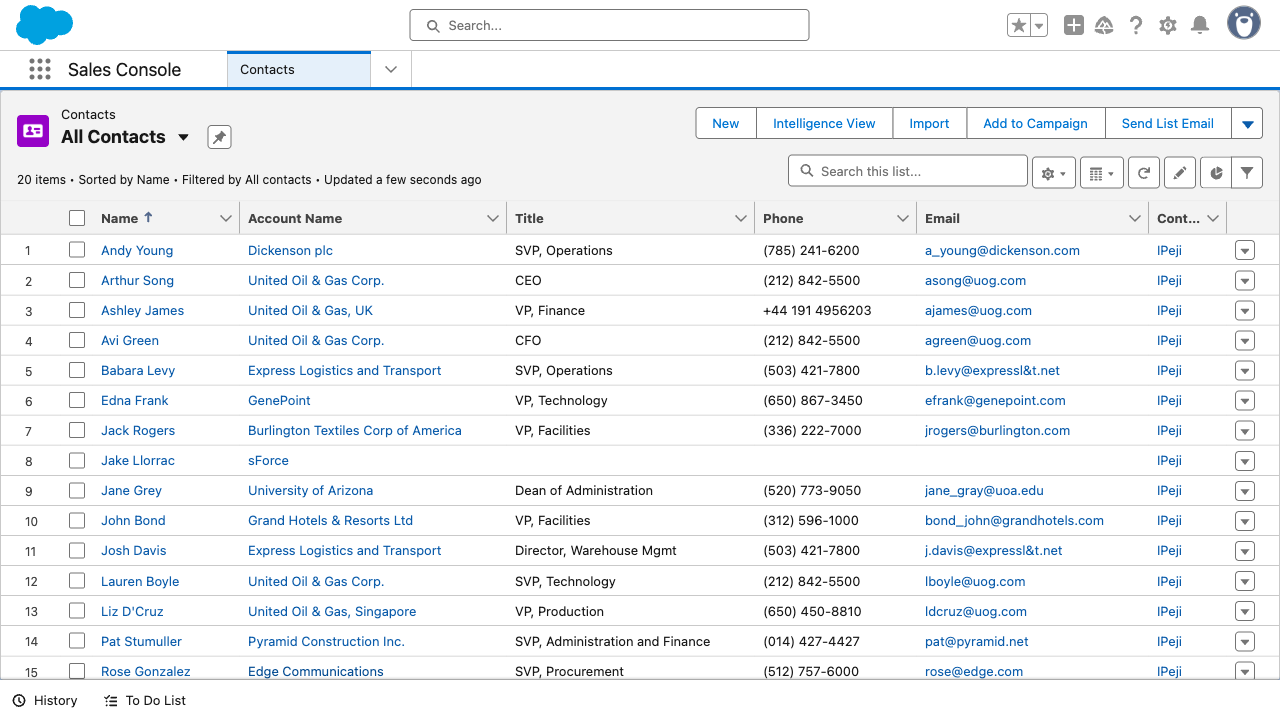 Search...
Sales Console
Contacts
Contacts
All Contacts
New Intelligence View Import Add to Campaign Send List Email
20 items • Sorted by Name • Filtered by All contacts • Updated a few seconds ago
Search this list...
Name Account Name Title Phone Email Cont...
1 Andy Young Dickenson plc SVP, Operations (785) 241-6200 a_young@dickenson.com IPeji
2 Arthur Song United Oil & Gas Corp. CEO (212) 842-5500 asong@uog.com IPeji
3 Ashley James United Oil & Gas, UK VP, Finance +44 191 4956203 ajames@uog.com IPeji
4 Avi Green United Oil & Gas Corp. CFO (212) 842-5500 agreen@uog.com IPeji
5 Babara Levy Express Logistics and Transport SVP, Operations (503) 421-7800 b.levy@expressl&t.net IPeji
6 Edna Frank GenePoint VP, Technology (650) 867-3450 efrank@genepoint.com IPeji
7 Jack Rogers Burlington Textiles Corp of America VP, Facilities (336) 222-7000 jrogers@burlington.com IPeji
8 Jake Llorrac sForce IPeji
9 Jane Grey University of Arizona Dean of Administration (520) 773-9050 jane_gray@uoa.edu IPeji
10 John Bond Grand Hotels & Resorts Ltd VP, Facilities (312) 596-1000 bond_john@grandhotels.com IPeji
11 Josh Davis Express Logistics and Transport Director, Warehouse Mgmt (503) 421-7800 j.davis@expressl&t.net IPeji
12 Lauren Boyle United Oil & Gas Corp. SVP, Technology (212) 842-5500 lboyle@uog.com IPeji
13 Liz D'Cruz United Oil & Gas, Singapore VP, Production (650) 450-8810 ldcruz@uog.com IPeji
14 Pat Stumuller Pyramid Construction Inc. SVP, Administration and Finance (014) 427-4427 pat@pyramid.net IPeji
15 Rose Gonzalez Edge Communications SVP, Procurement (512) 757-6000 rose@edge.com IPeji
History To Do List